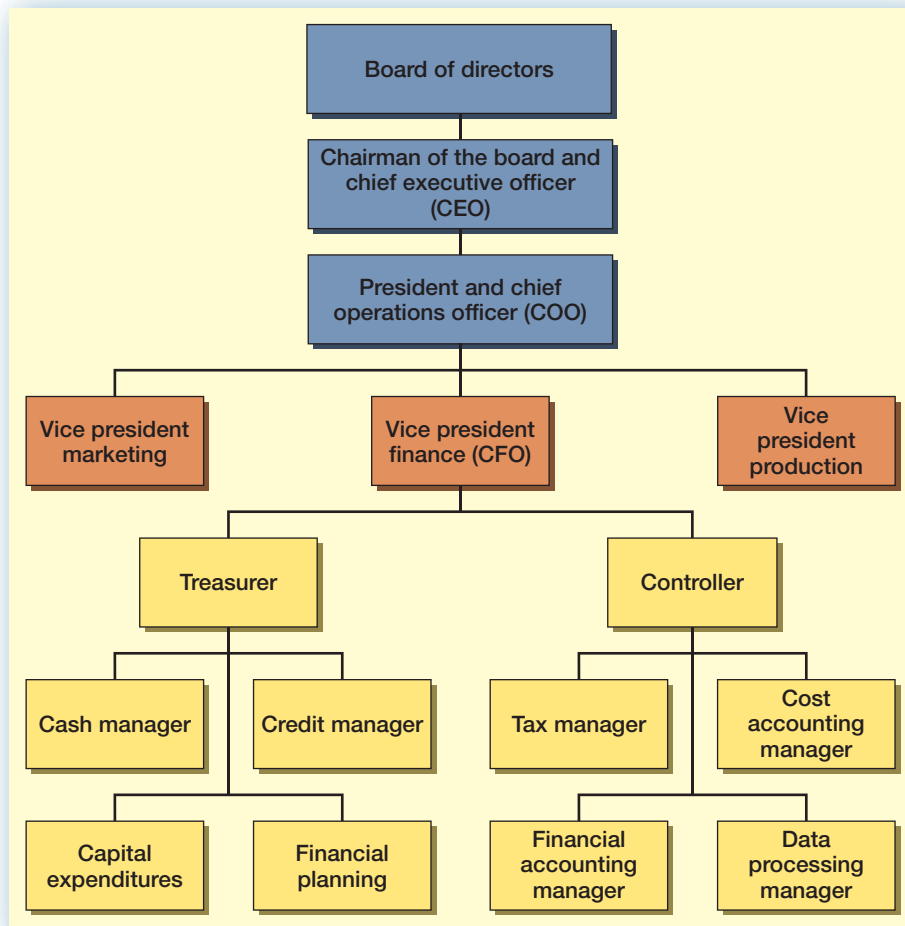 Board of directors
Chairman of the board and
chief executive officer
(CEO)
President and chief
operations officer (COO)
Vice president
marketing
Vice president
finance (CFO)
Vice
president
production
Treasurer
Controller
Cash manager
Credit manager
Tax manager
Cost
accounting
manager
Capital
expenditures
Financial
planning
Financial
accounting
manager
Data
processing
manager